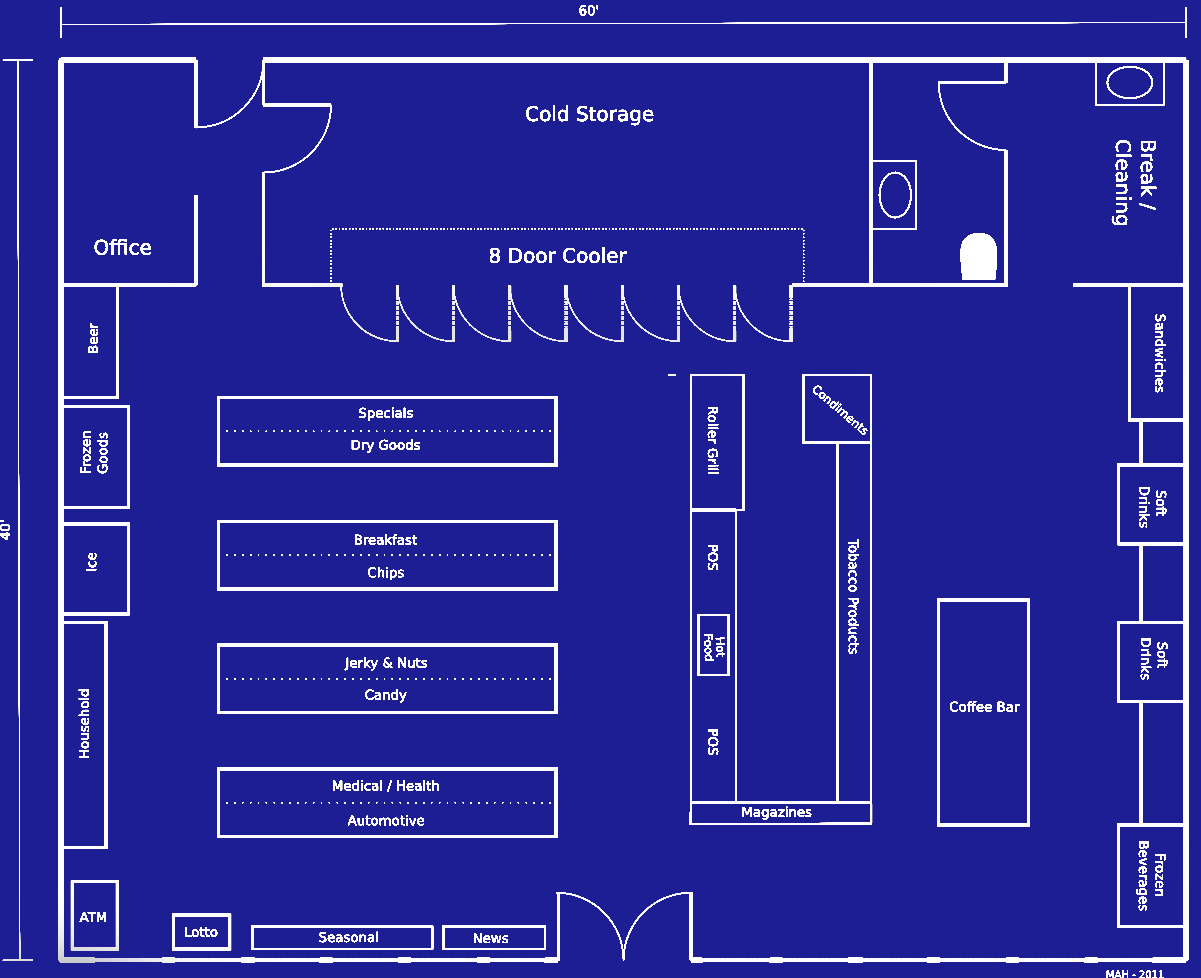 60'
40'
Cold Storage
Break /
Cleaning
Office
8 Door Cooler
Beer
Sandwiches
Specials
Dry Goods
Roller Grill
Condiments
Frozen
Goods
Soft
Drinks
Breakfast
Chips
Ice
POS
Tobacco Products
Hot
Food
Soft
Drinks
Jerky & Nuts
Candy
Household
POS
Coffee Bar
Medical / Health
Automotive
Magazines
Frozen
Beverages
ATM
Lotto
Seasonal
News
MAH - 2011